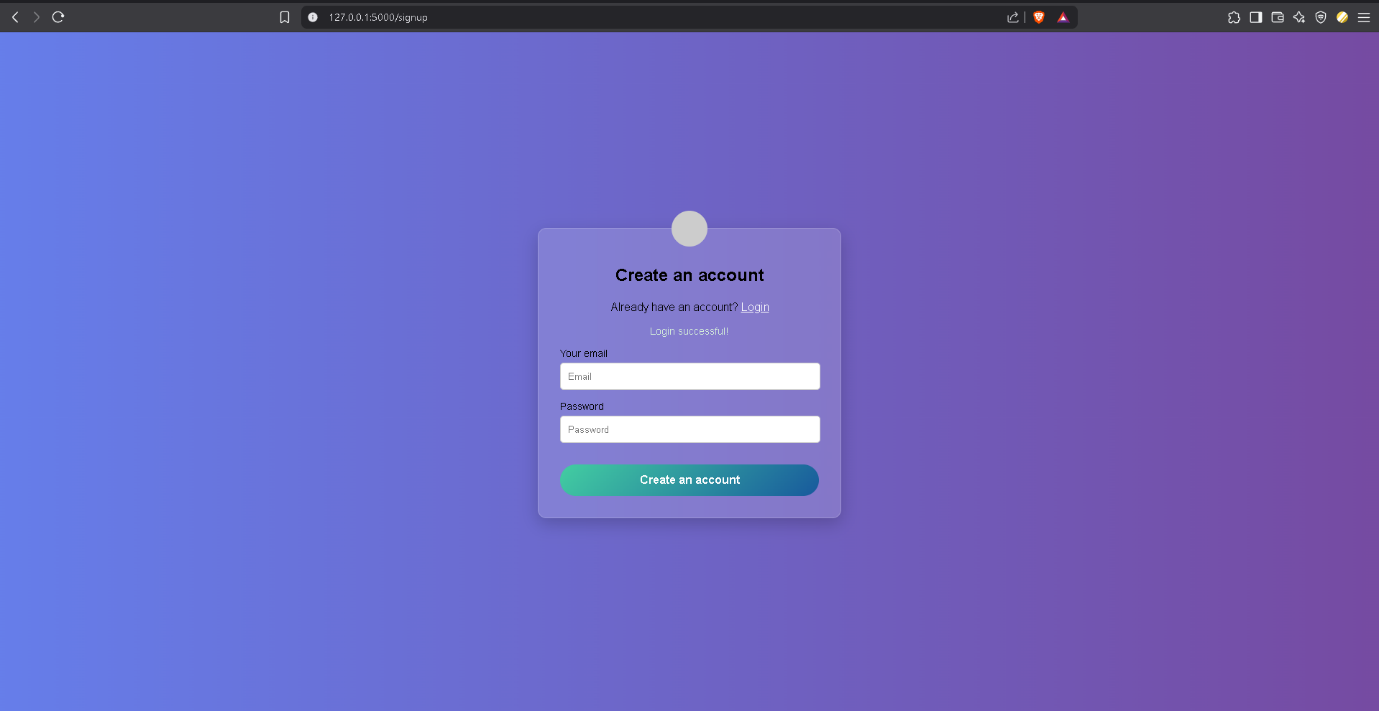 127.0.0.1:5000/signup
Create an account
Already have an account? Login
Login successful!
Your email
Email
Password
Password
Create an account